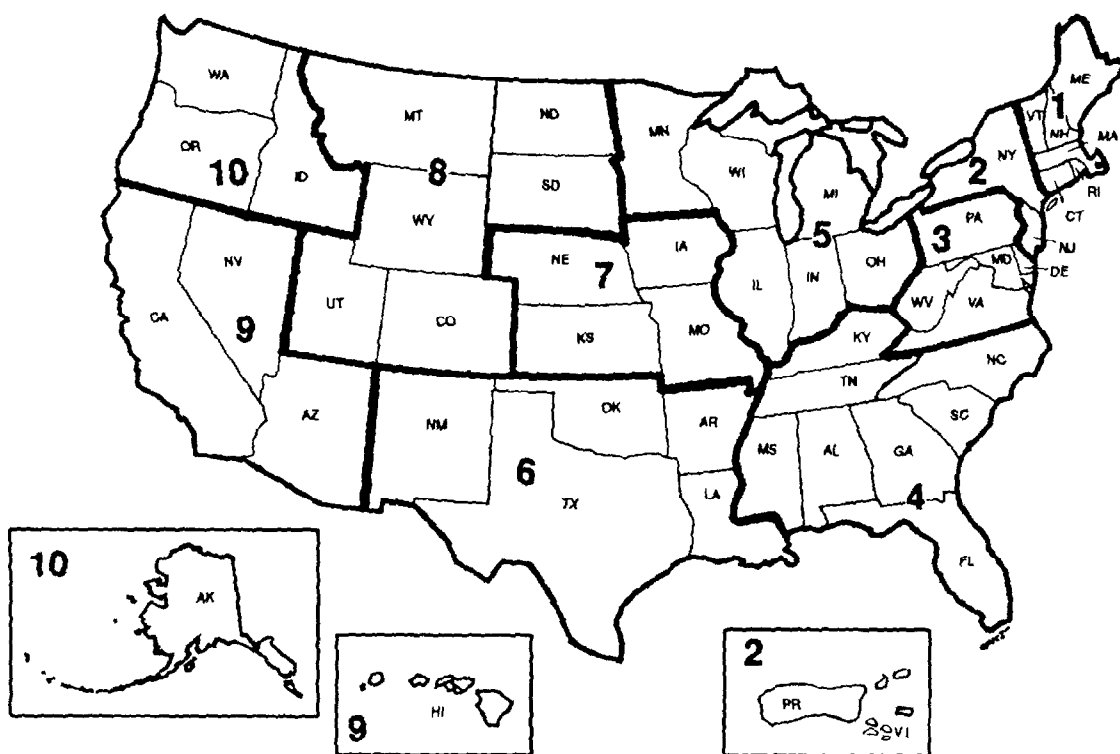 WA
MT
ND
MN
ME
1
VT
NH
MA
OR
10
ID
8
SD
WI
MI
NY
2
RI
CT
WY
5
PA
3
NJ
MD
DE
NV
NE
7
IA
IL
IN
OH
WV
VA
CA
9
UT
CO
KS
MO
KY
NC
TN
AZ
NM
OK
AR
SC
MS
AL
GA
6
TX
LA
4
FL
10
AK
HI
9
2
PR
VI